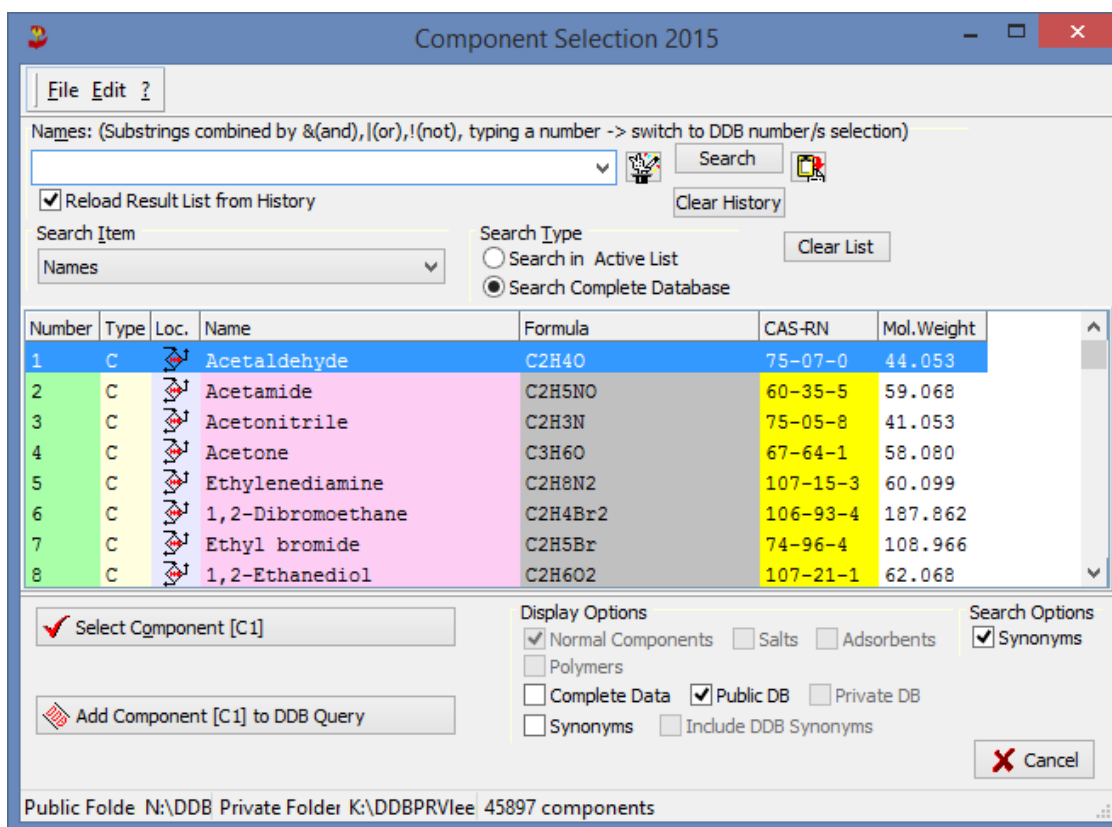 Component Selection 2015
File Edit ?
Names: (Substrings combined by &(and),|(or),!(not), typing a number -> switch to DDB number/s selection)
Search
Reload Result List from History
Clear History
Search Item
Search Type
Clear List
Names
Search in Active List
Search Complete Database
Number Type Loc. Name Formula CAS-RN Mol.Weight
1 C Acetaldehyde C2H4O 75-07-0 44.053
2 C Acetamide C2H5NO 60-35-5 59.068
3 C Acetonitrile C2H3N 75-05-8 41.053
4 C Acetone C3H6O 67-64-1 58.080
5 C Ethylenediamine C2H8N2 107-15-3 60.099
6 C 1,2-Dibromoethane C2H4Br2 106-93-4 187.862
7 C Ethyl bromide C2H5Br 74-96-4 108.966
8 C 1,2-Ethanediol C2H6O2 107-21-1 62.068
Select Component [C1]
Display Options
Search Options
Normal Components Salts Adsorbents
Synonyms
Polymers
Complete Data Public DB Private DB
DDB Add Component [C1] to DDB Query
Synonyms Include DDB Synonyms
Cancel
Public Folde N:\DDB Private Folder K:\DDBPRVlee 45897 components